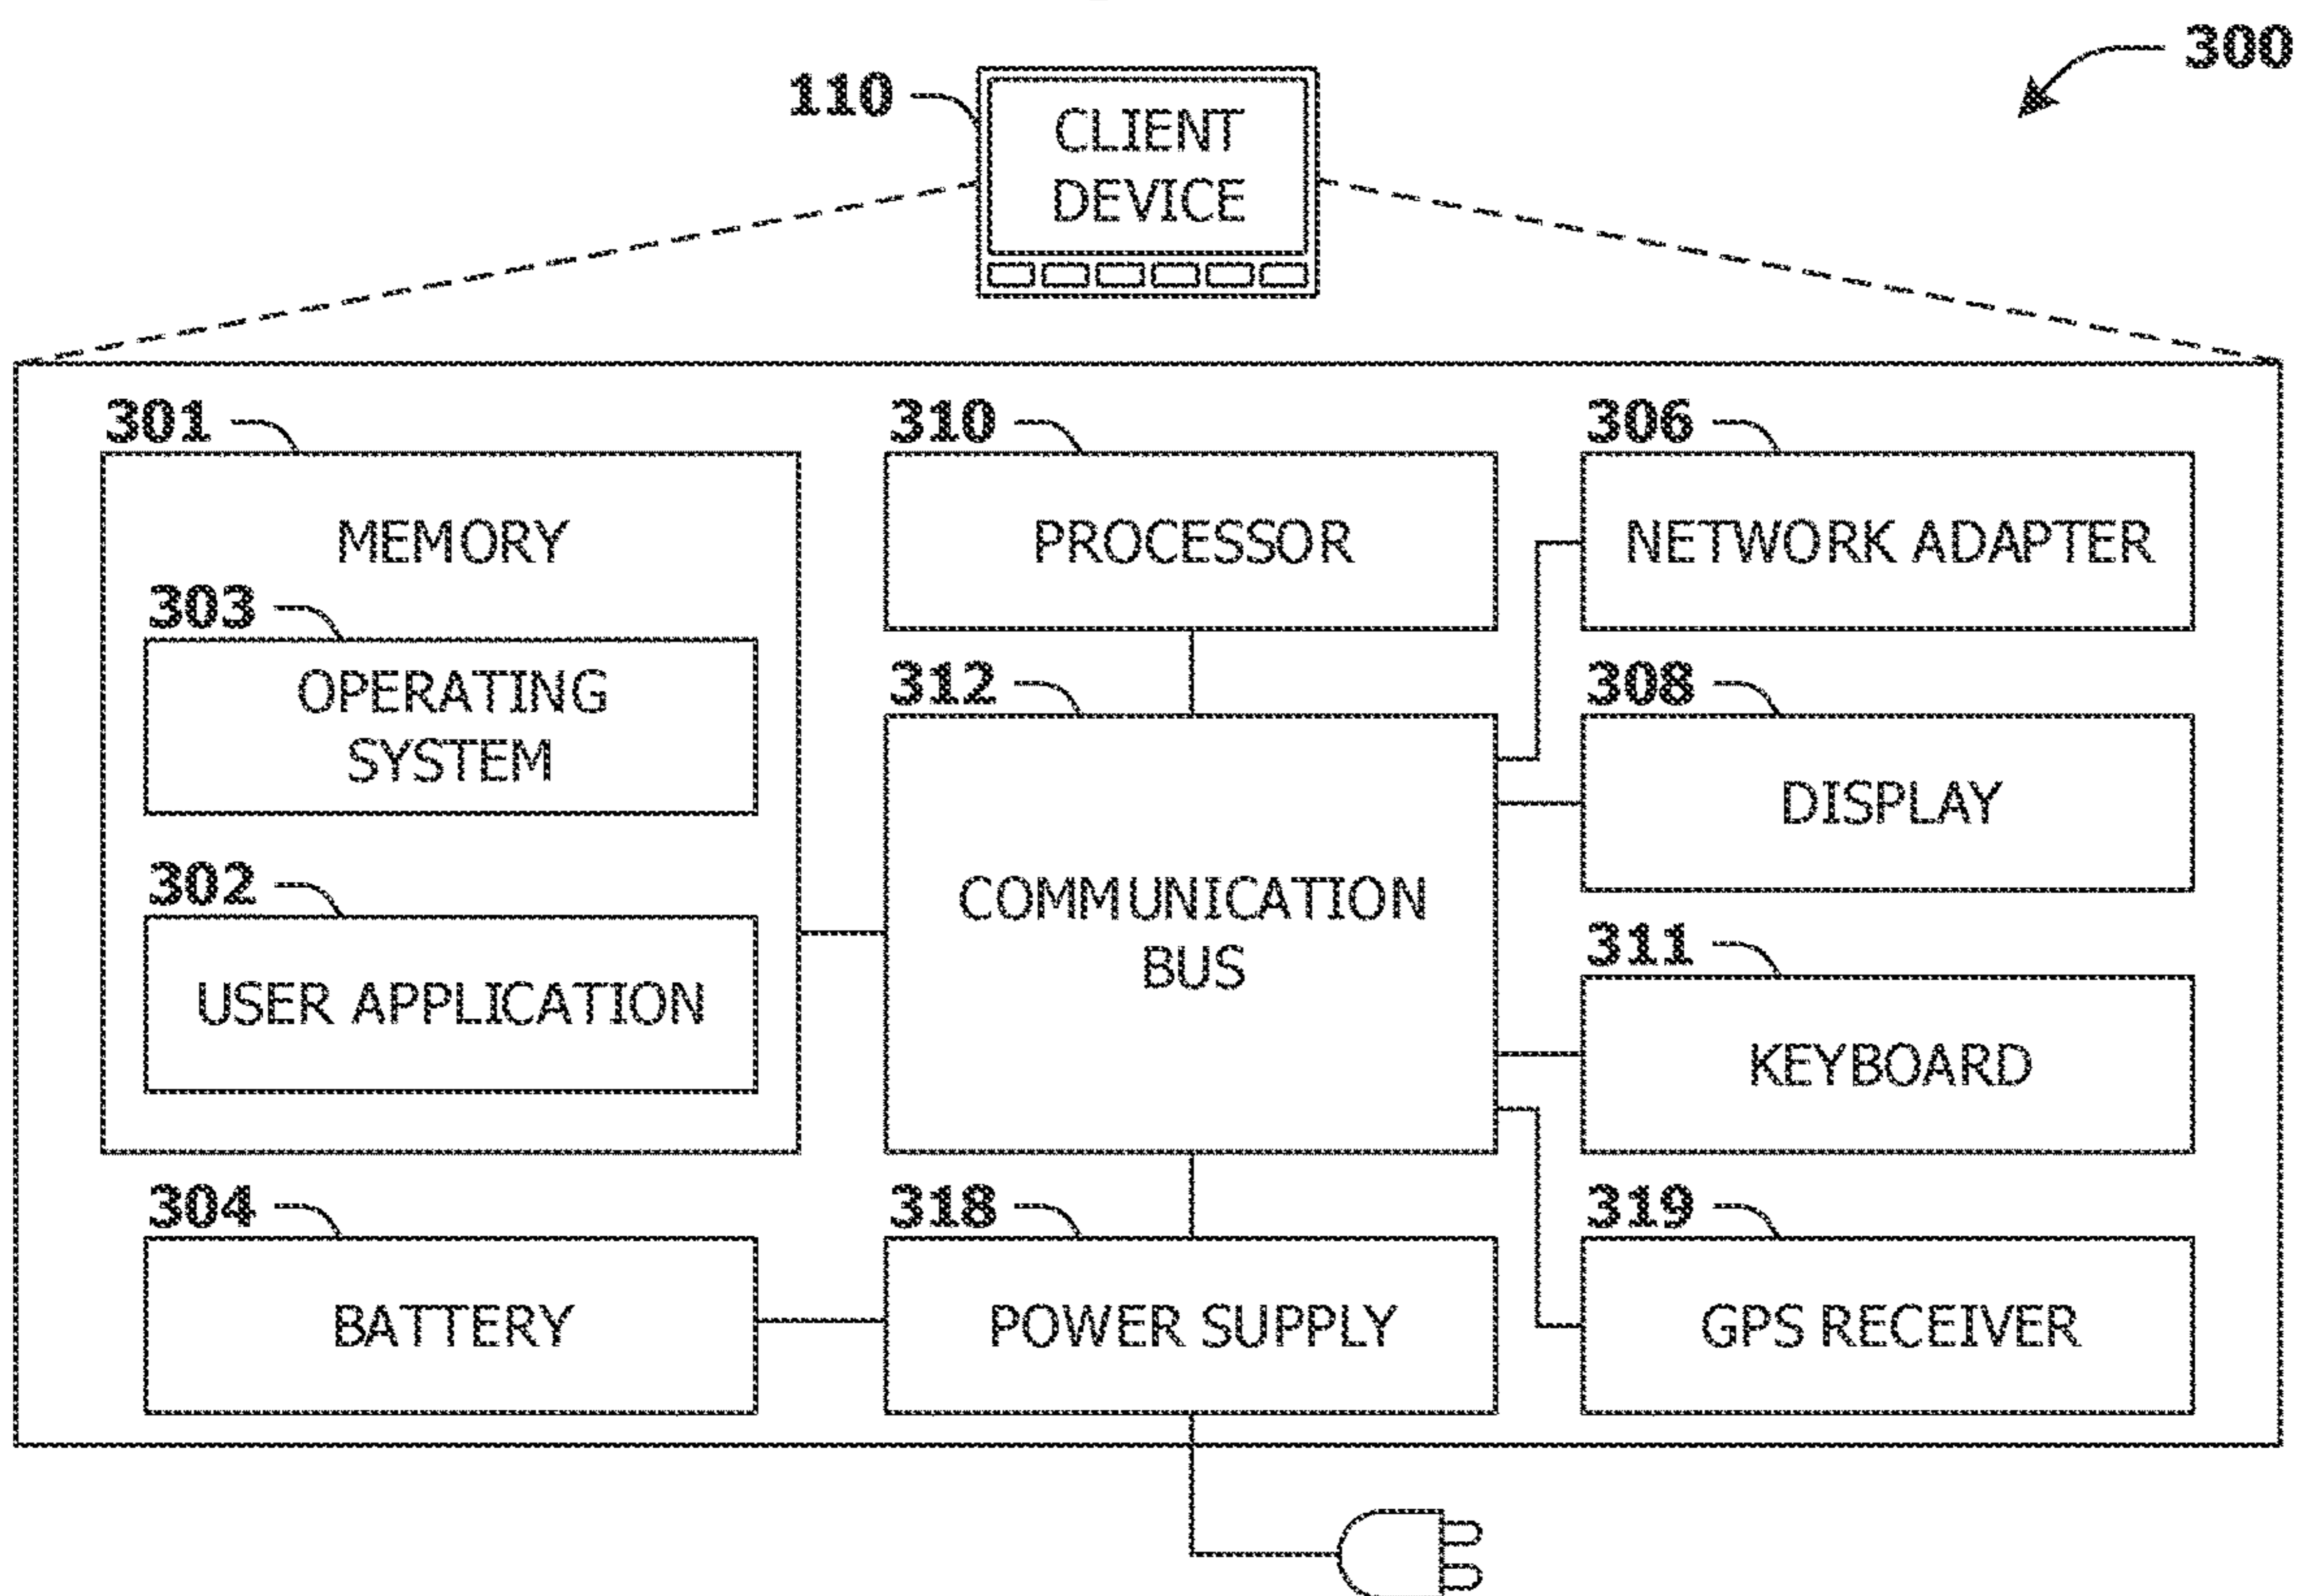 300
110
CLIENT
DEVICE
301
310
306
MEMORY
PROCESSOR
NETWORK ADAPTER
303
OPERATING
SYSTEM
312
308
DISPLAY
302
USER APPLICATION
COMMUNICATION
BUS
311
KEYBOARD
304
318
319
BATTERY
POWER SUPPLY
GPS RECEIVER